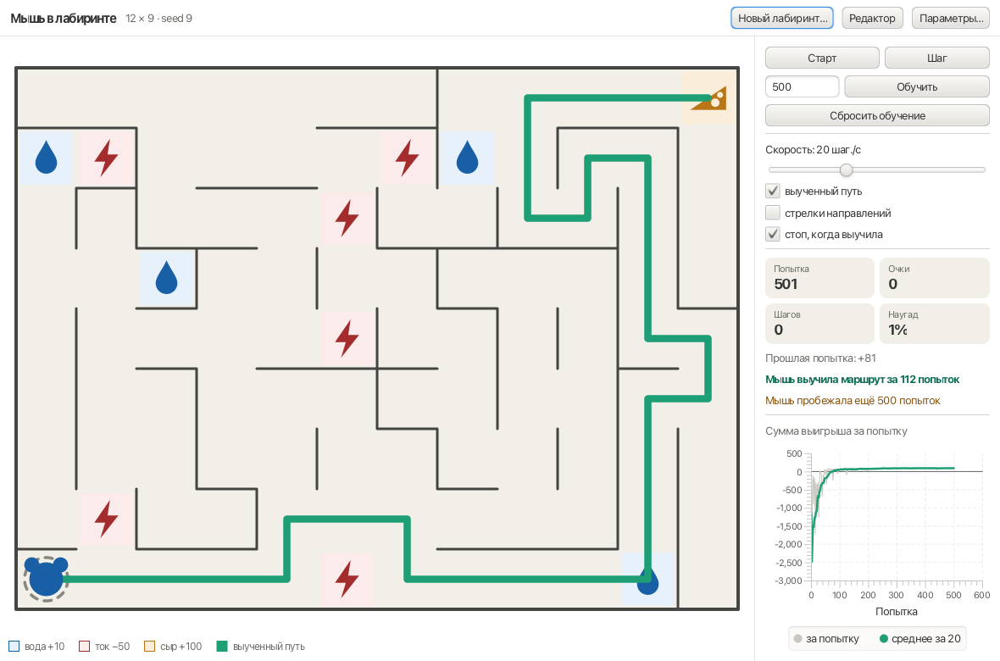 Мышь в лабиринте 12 × 9 · seed 9
Новый лабиринт... Редактор Параметры...
Старт Шаг
500 Обучить
Сбросить обучение
Скорость: 20 шаг./с
выученный путь
стрелки направлений
стоп, когда выучила
Попытка Очки
501 0
Шагов Наугад
0 1%
Прошлая попытка: +81
Мышь выучила маршрут за 112 попыток
Мышь пробежала ещё 500 попыток
Сумма выигрыша за попытку
500
0
-500
-1,000
-1,500
-2,000
-2,500
-3,000
0 100 200 300 400 500 600
Попытка
за попытку среднее за 20
вода +10 ток −50 сыр +100 выученный путь